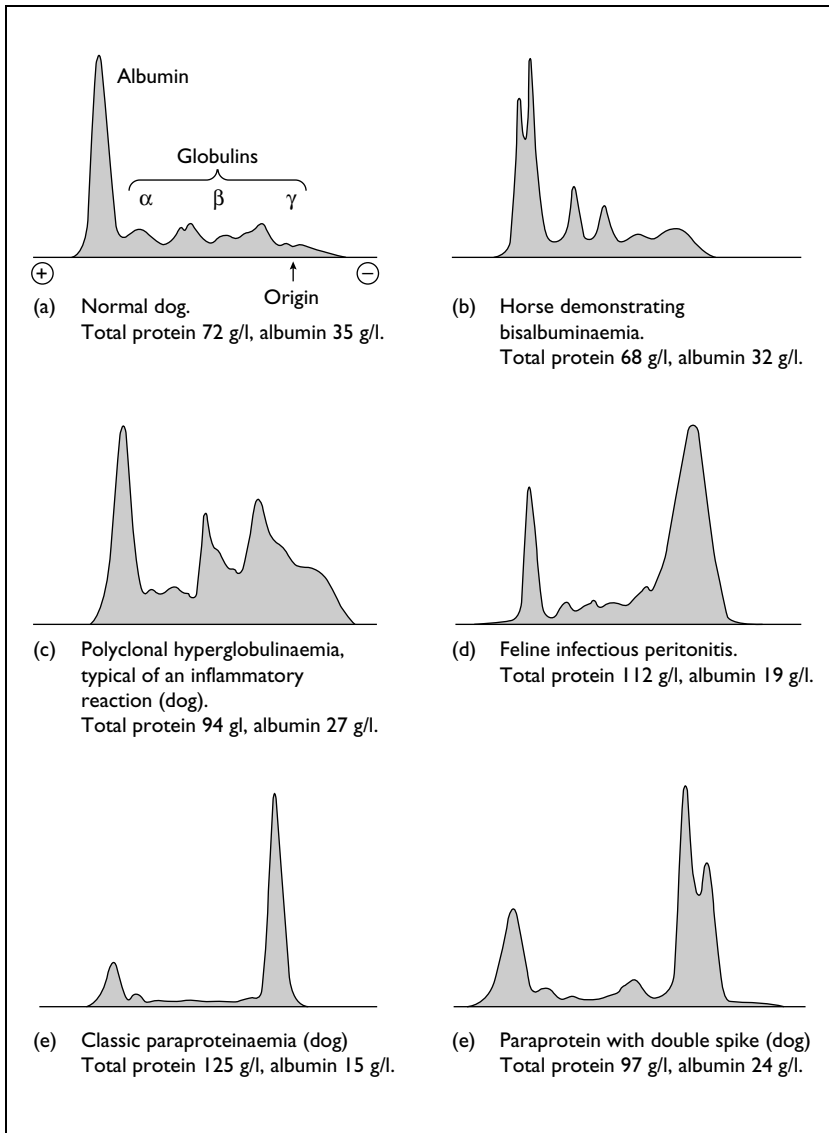 Albumin
Globulins
α β γ
+ −
Origin
(a) Normal dog.
Total protein 72 g/l, albumin 35 g/l.
(b) Horse demonstrating
bisalbuminaemia.
Total protein 68 g/l, albumin 32 g/l.
(c) Polyclonal hyperglobulinaemia,
typical of an inflammatory
reaction (dog).
Total protein 94 gl, albumin 27 g/l.
(d) Feline infectious peritonitis.
Total protein 112 g/l, albumin 19 g/l.
(e) Classic paraproteinaemia (dog)
Total protein 125 g/l, albumin 15 g/l.
(e) Paraprotein with double spike (dog)
Total protein 97 g/l, albumin 24 g/l.